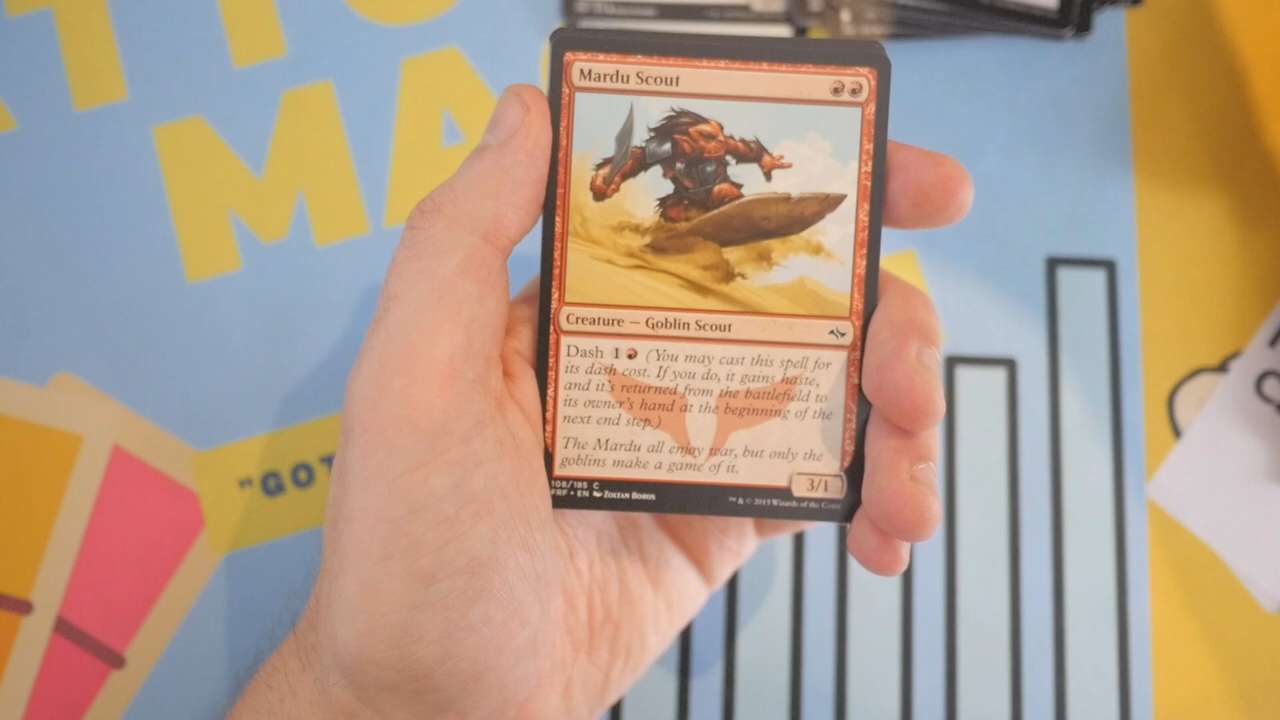 MA
Mardu Scout
Creature — Goblin Scout
Dash 1 (You may cast this spell for
its dash cost. If you do, it gains haste,
and it's returned from the battlefield to
its owner's hand at the beginning of the
next end step.)
The Mardu all enjoy war, but only the
goblins make a game of it.
3/1
108/185 C
FRF • EN Zoltan Boros
™ & © 2015 Wizards of the Coast
"GOT